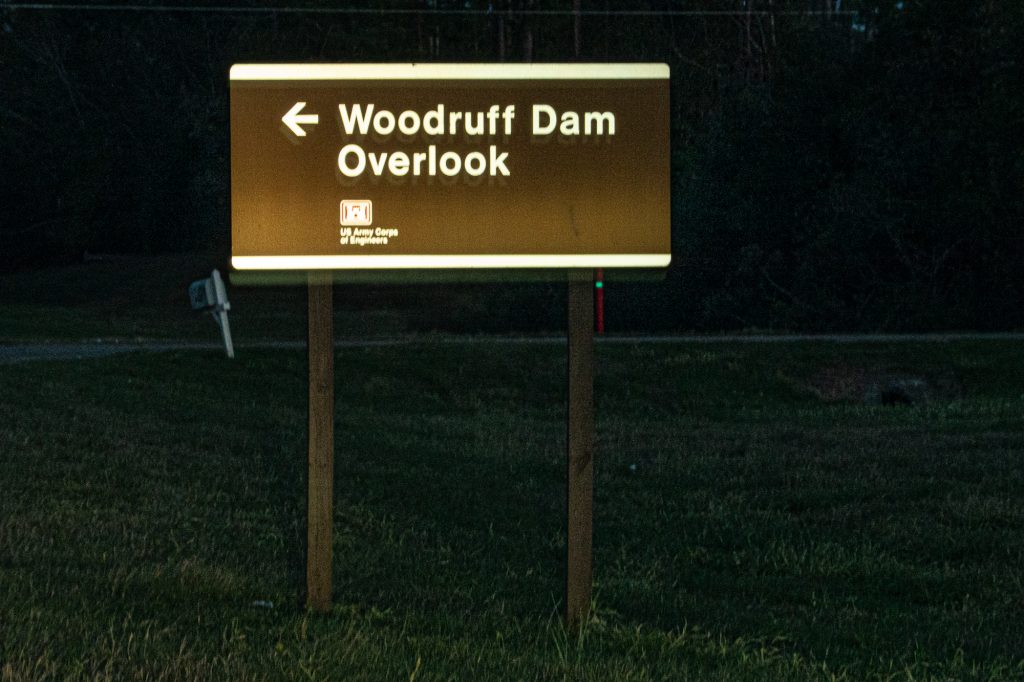 ← Woodruff Dam
Overlook
US Army Corps
of Engineers